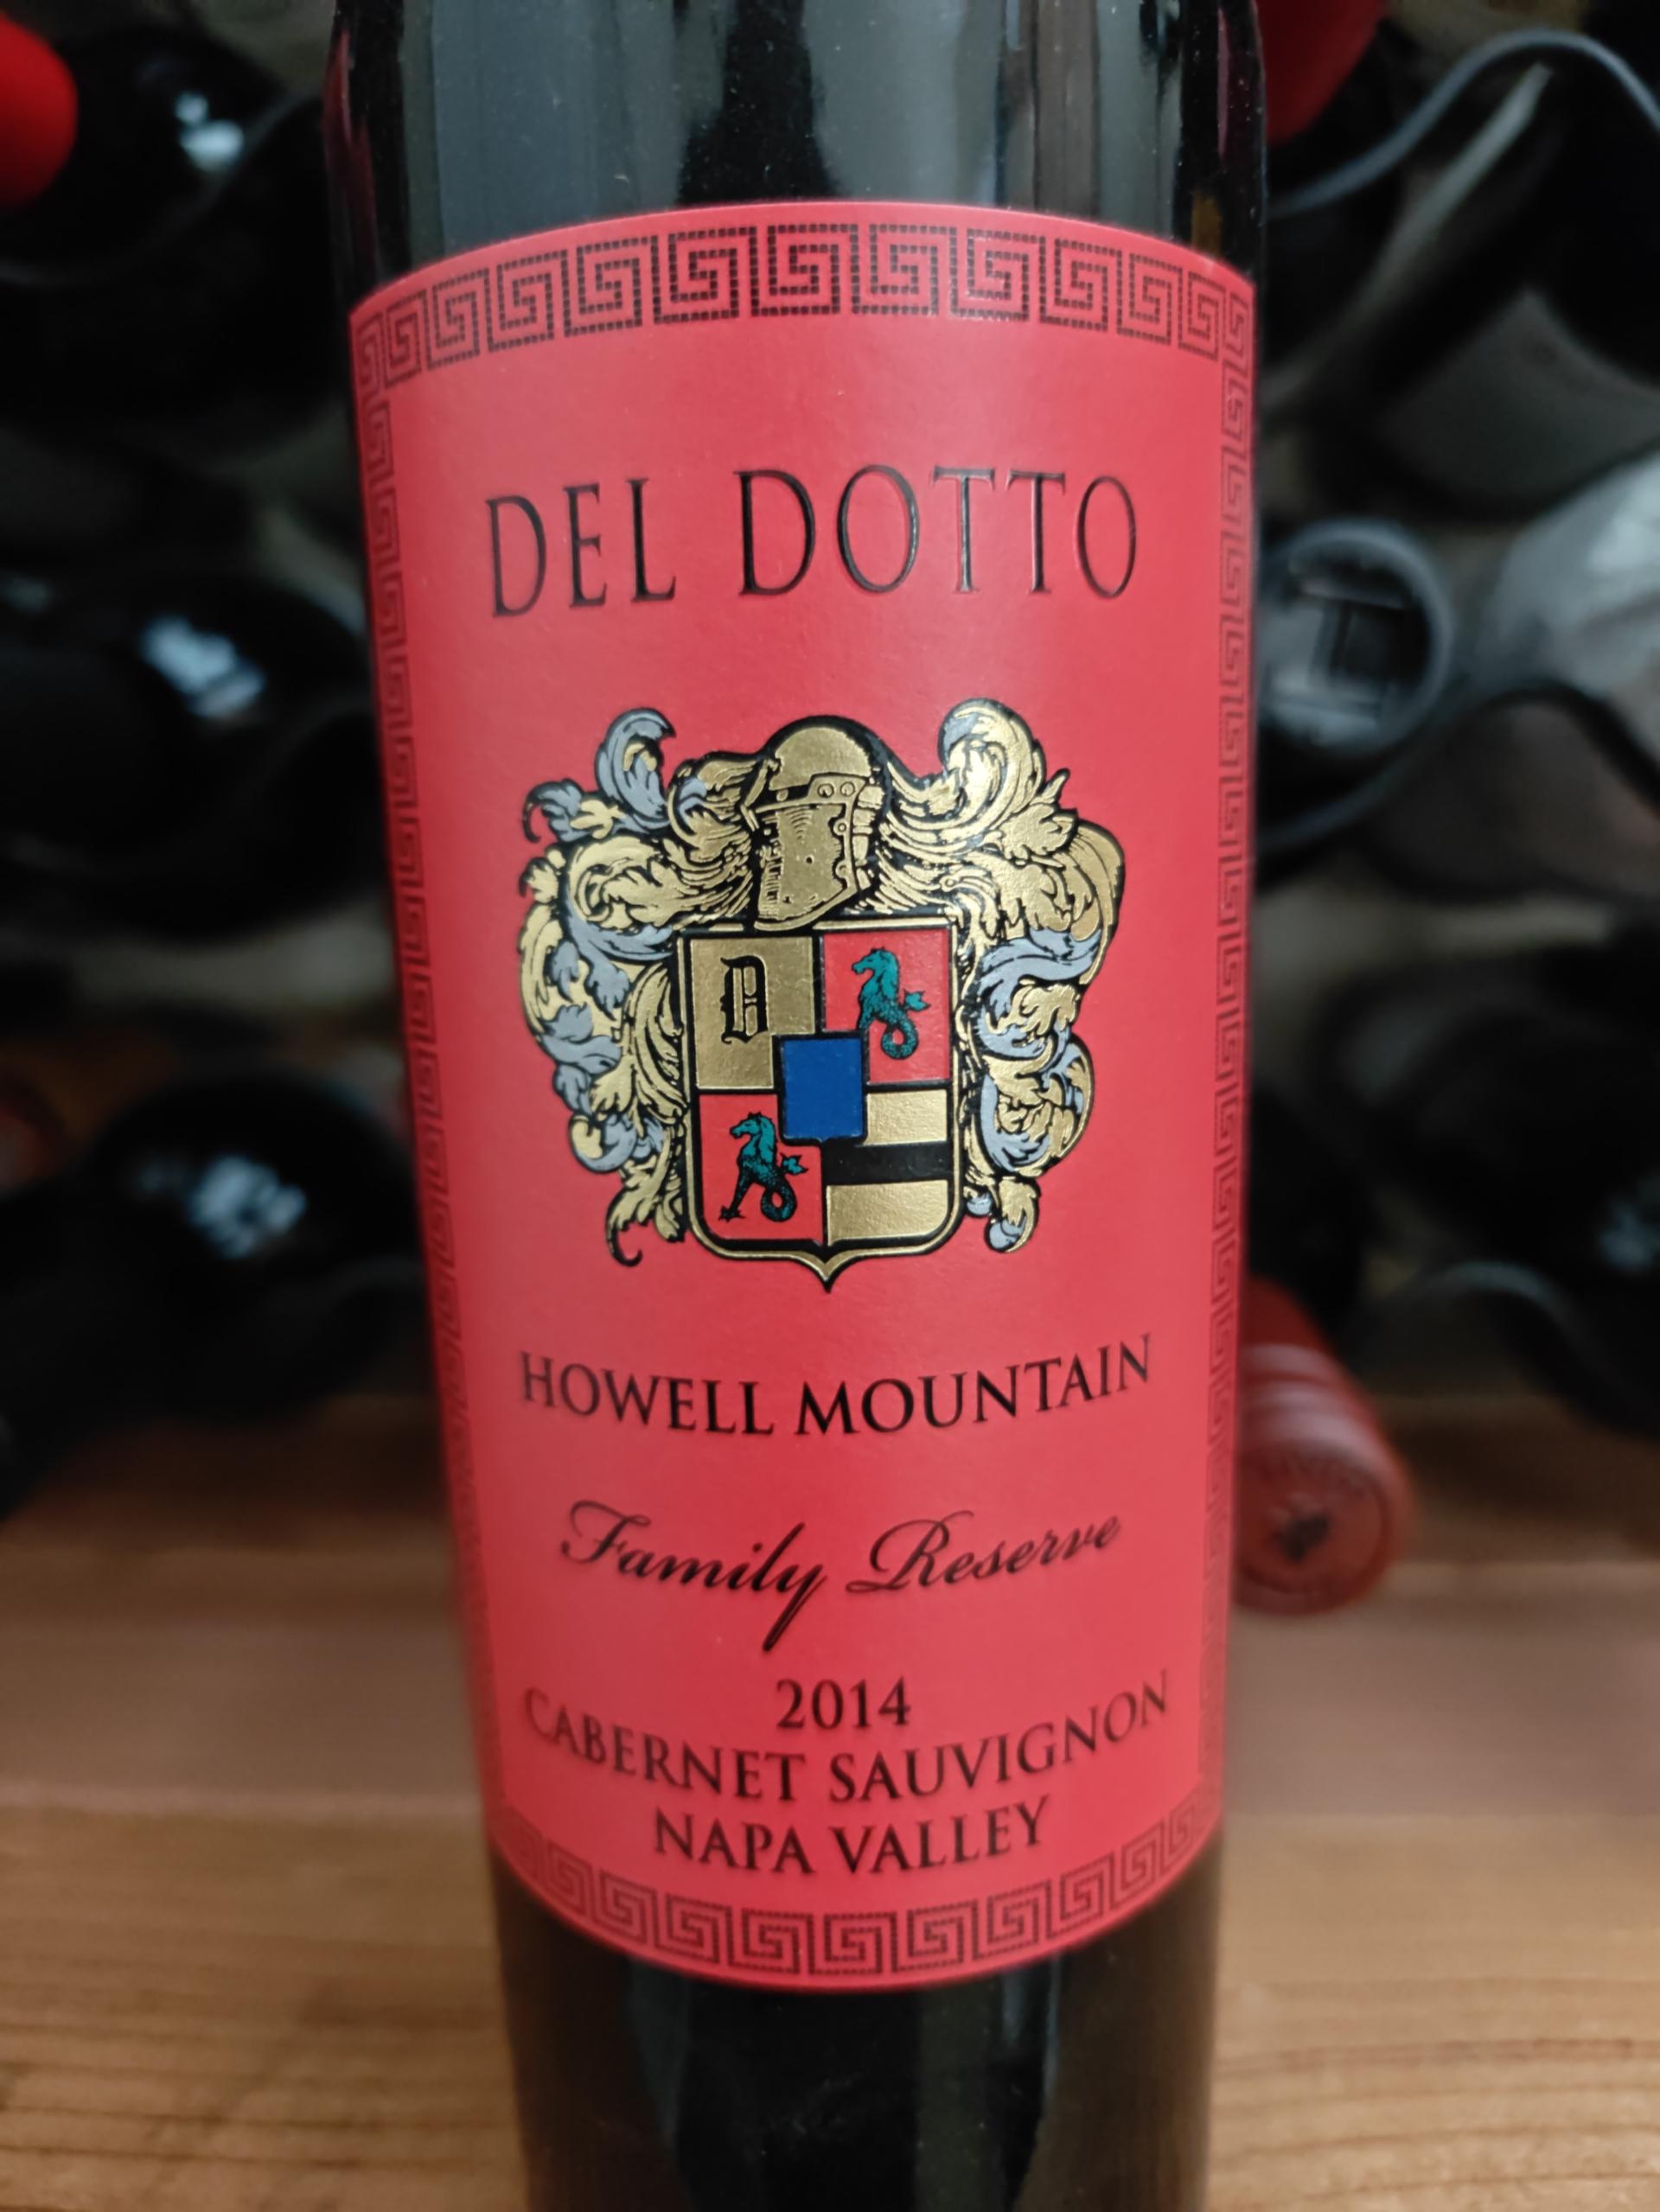 DEL DOTTO
D
HOWELL MOUNTAIN
Family Reserve
2014
CABERNET SAUVIGNON
NAPA VALLEY